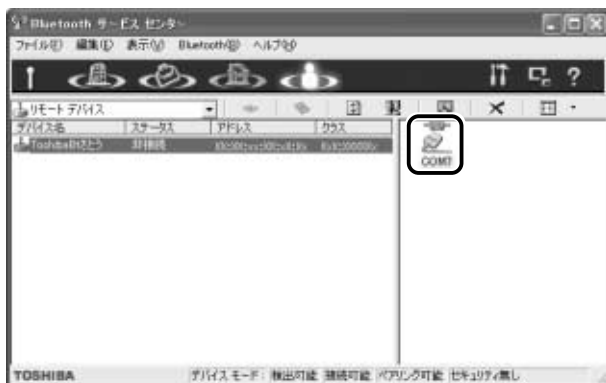 Bluetooth サービス センター
ファイル(F) 編集(E) 表示(V) Bluetooth(B) ヘルプ(H)
リモート デバイス
デバイス名 ステータス アドレス クラス
非接続
COM7
TOSHIBA デバイス モード: 検出可能 接続可能 ペアリング可能 セキュリティ無し